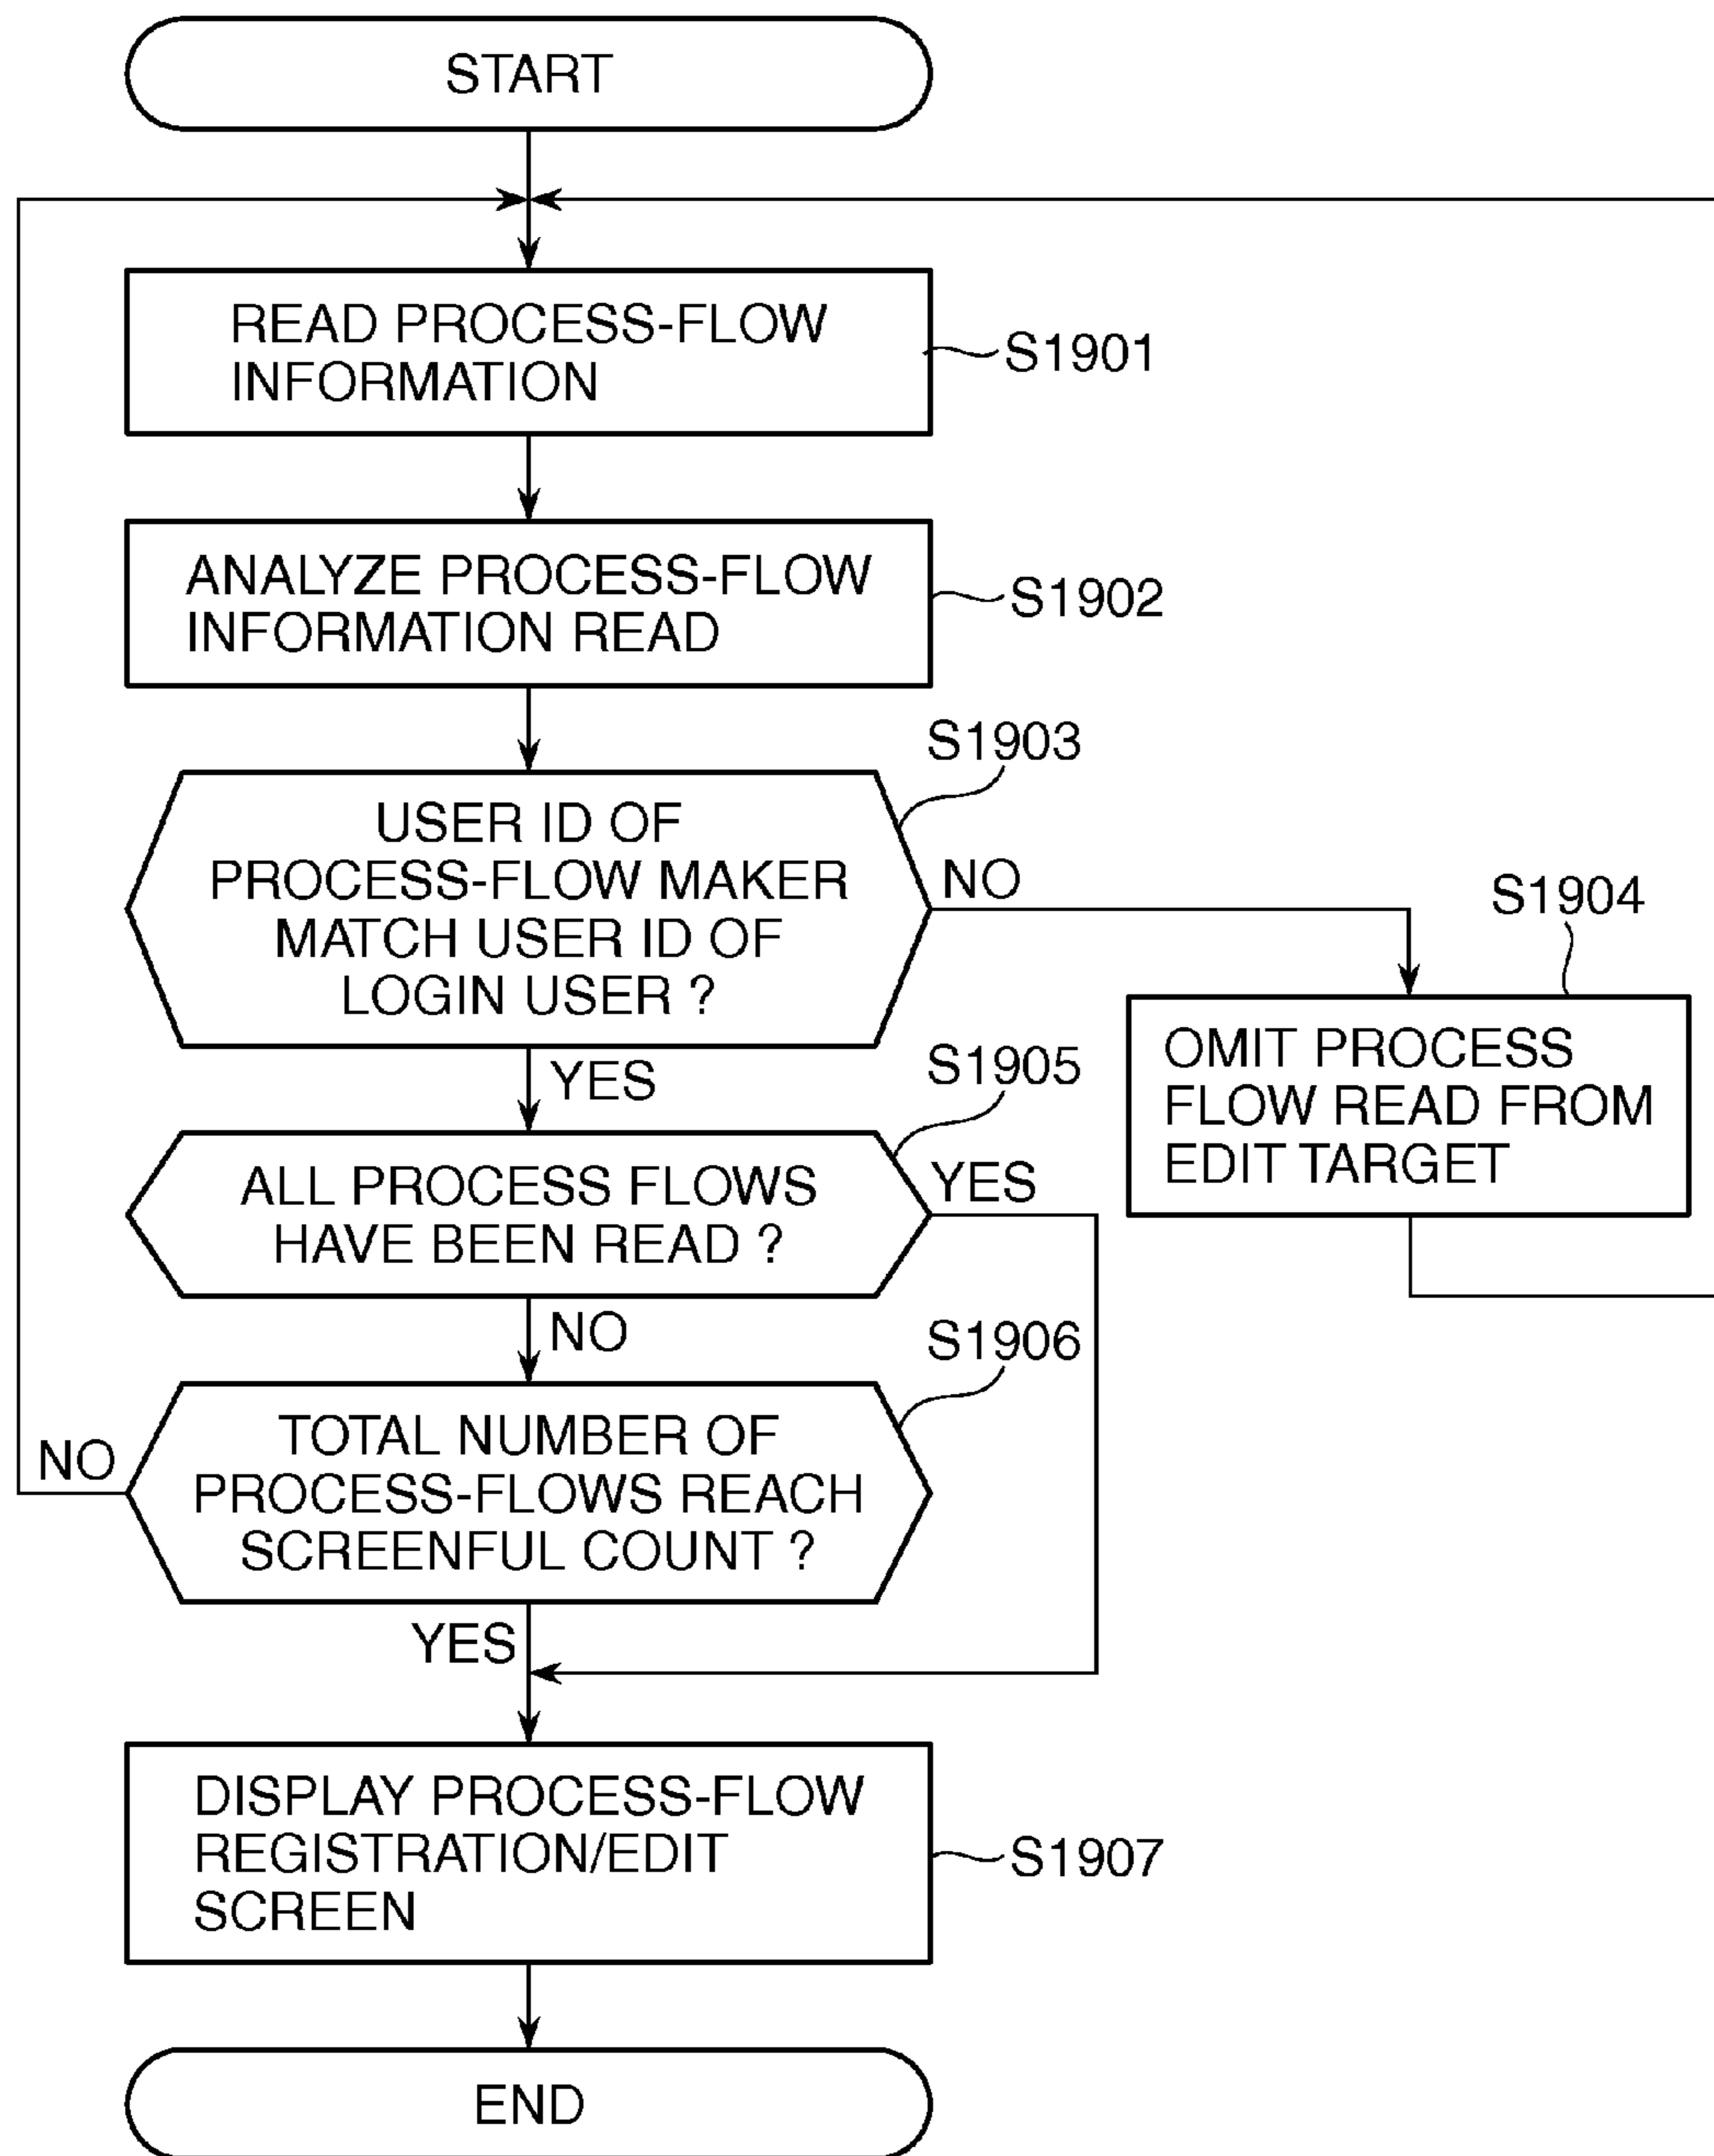 START
READ PROCESS-FLOW
INFORMATION
S1901
ANALYZE PROCESS-FLOW
INFORMATION READ
S1902
S1903
USER ID OF
PROCESS-FLOW MAKER
MATCH USER ID OF
LOGIN USER ?
NO
YES
S1904
OMIT PROCESS
FLOW READ FROM
EDIT TARGET
S1905
ALL PROCESS FLOWS
HAVE BEEN READ ?
YES
NO
S1906
TOTAL NUMBER OF
PROCESS-FLOWS REACH
SCREENFUL COUNT ?
NO
YES
DISPLAY PROCESS-FLOW
REGISTRATION/EDIT
SCREEN
S1907
END